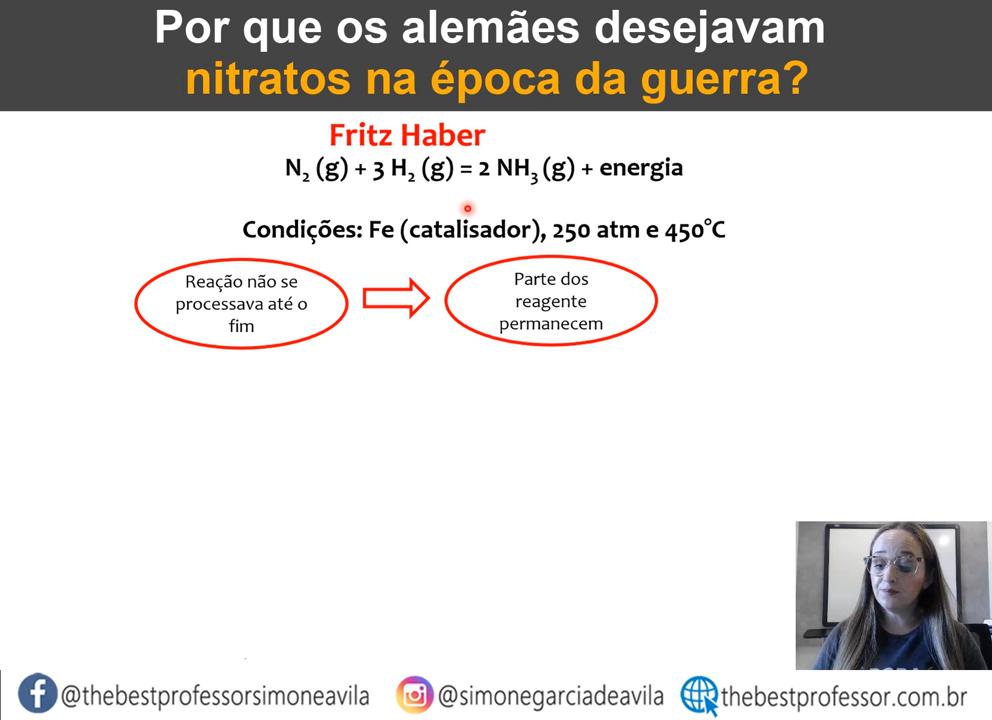 Por que os alemães desejavam
nitratos na época da guerra?
Fritz Haber
N₂ (g) + 3 H₂ (g) = 2 NH₃ (g) + energia
Condições: Fe (catalisador), 250 atm e 450°C
Reação não se
processava até o
fim
Parte dos
reagente
permanecem
@thebestprofessorsimoneavila
@simonegarciadeavila
thebestprofessor.com.br